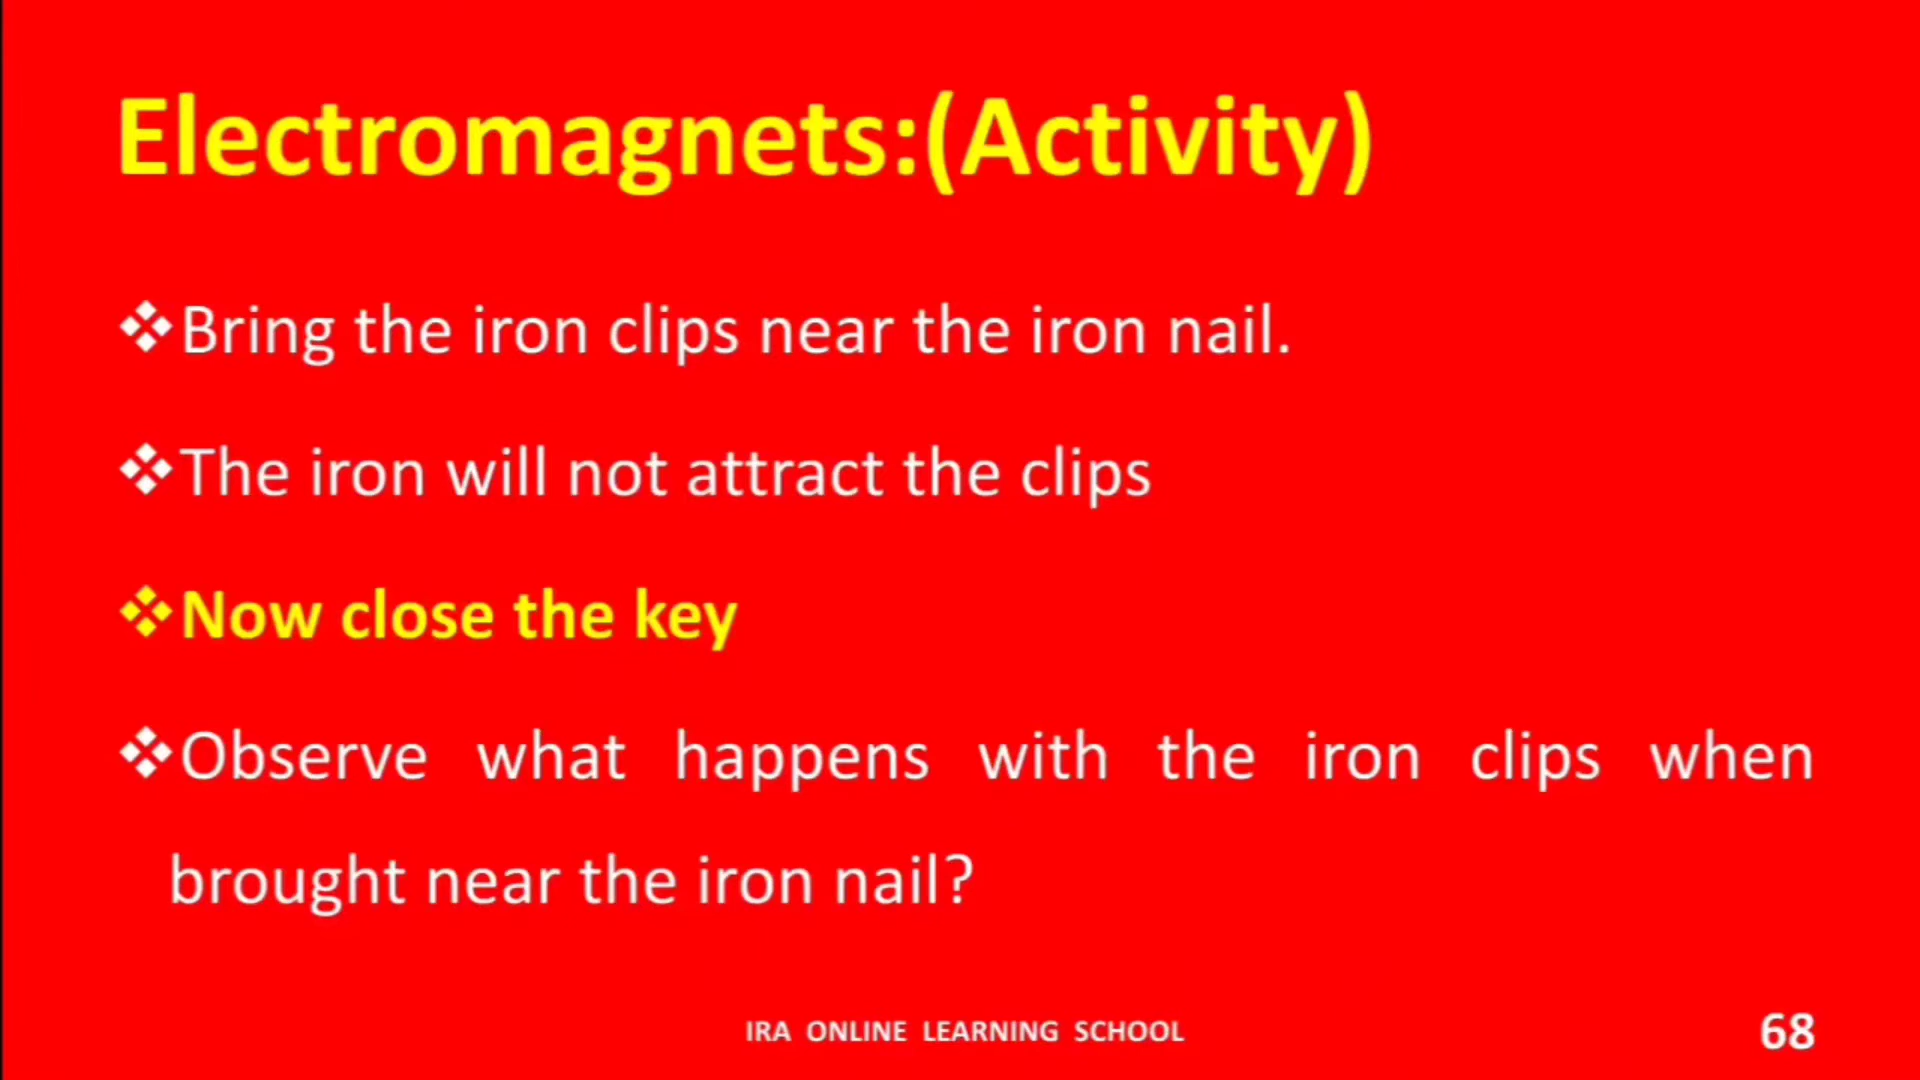 Electromagnets:(Activity)
❖Bring the iron clips near the iron nail.
❖The iron will not attract the clips
❖Now close the key
❖Observe what happens with the iron clips when
brought near the iron nail?
IRA ONLINE LEARNING SCHOOL
68